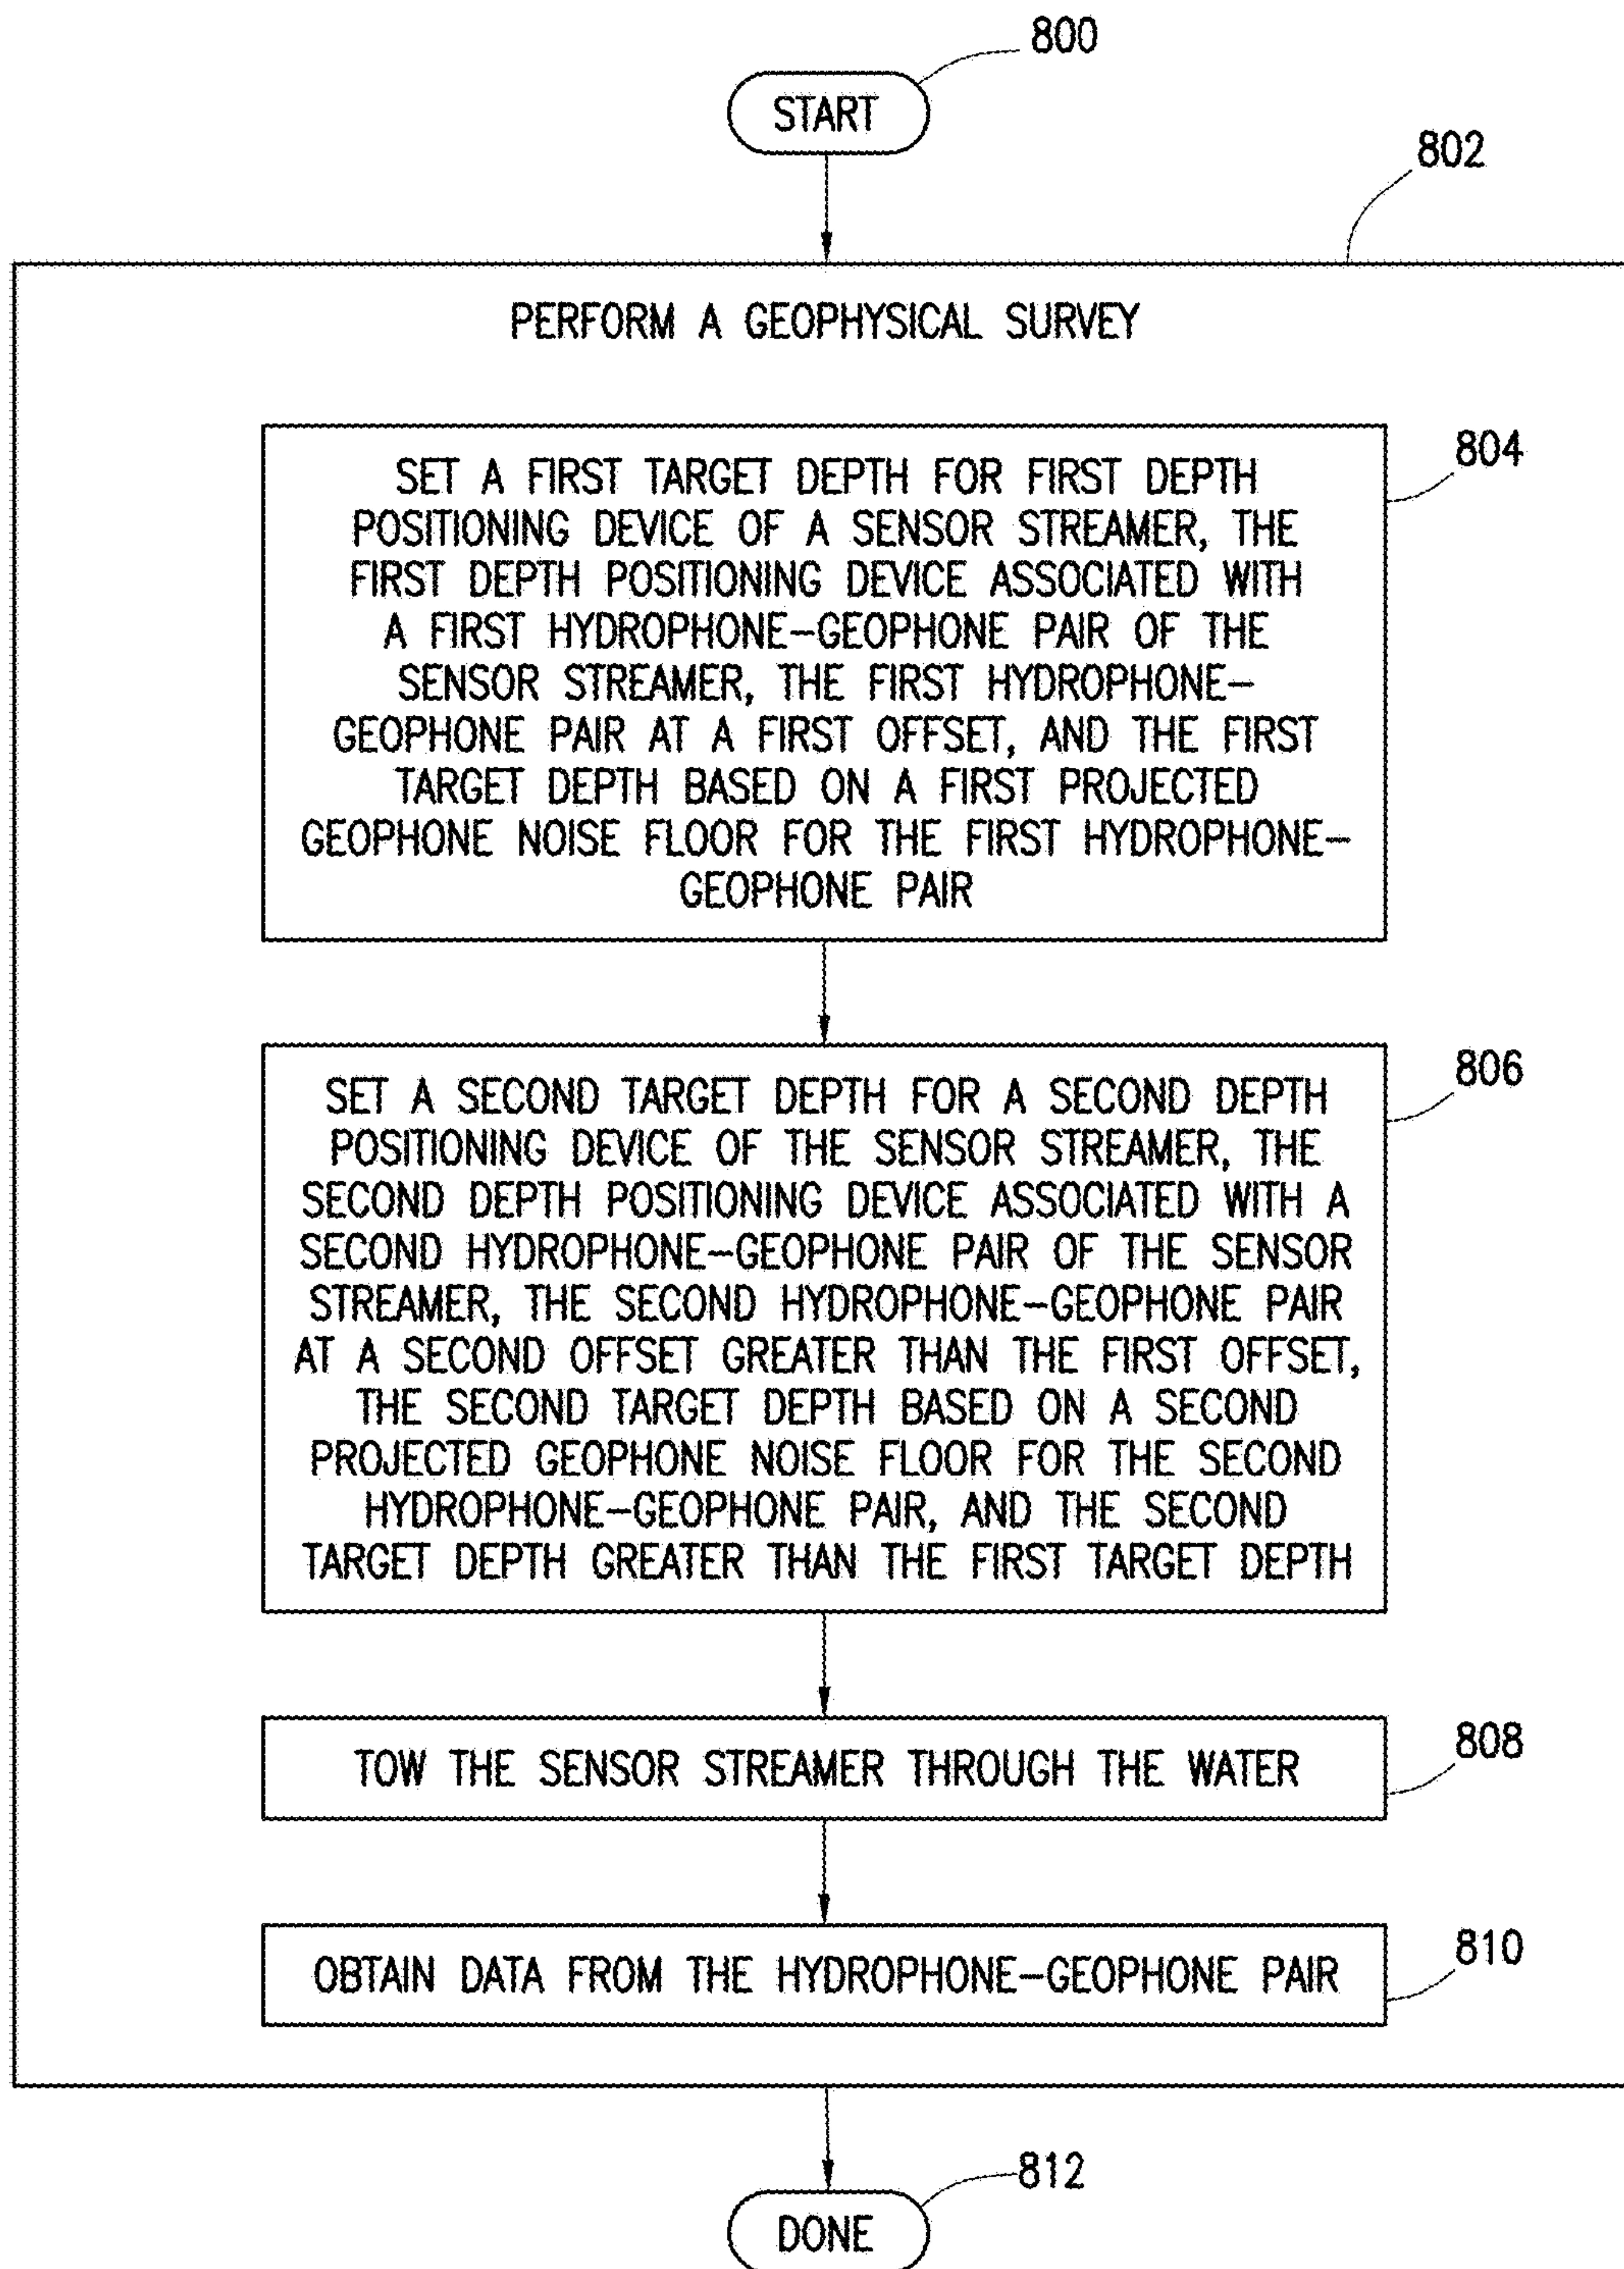 800
START
802
PERFORM A GEOPHYSICAL SURVEY
804
SET A FIRST TARGET DEPTH FOR FIRST DEPTH
POSITIONING DEVICE OF A SENSOR STREAMER, THE
FIRST DEPTH POSITIONING DEVICE ASSOCIATED WITH
A FIRST HYDROPHONE-GEOPHONE PAIR OF THE
SENSOR STREAMER, THE FIRST HYDROPHONE-
GEOPHONE PAIR AT A FIRST OFFSET, AND THE FIRST
TARGET DEPTH BASED ON A FIRST PROJECTED
GEOPHONE NOISE FLOOR FOR THE FIRST HYDROPHONE-
GEOPHONE PAIR
806
SET A SECOND TARGET DEPTH FOR A SECOND DEPTH
POSITIONING DEVICE OF THE SENSOR STREAMER, THE
SECOND DEPTH POSITIONING DEVICE ASSOCIATED WITH A
SECOND HYDROPHONE-GEOPHONE PAIR OF THE SENSOR
STREAMER, THE SECOND HYDROPHONE-GEOPHONE PAIR
AT A SECOND OFFSET GREATER THAN THE FIRST OFFSET,
THE SECOND TARGET DEPTH BASED ON A SECOND
PROJECTED GEOPHONE NOISE FLOOR FOR THE SECOND
HYDROPHONE-GEOPHONE PAIR, AND THE SECOND
TARGET DEPTH GREATER THAN THE FIRST TARGET DEPTH
808
TOW THE SENSOR STREAMER THROUGH THE WATER
810
OBTAIN DATA FROM THE HYDROPHONE-GEOPHONE PAIR
812
DONE